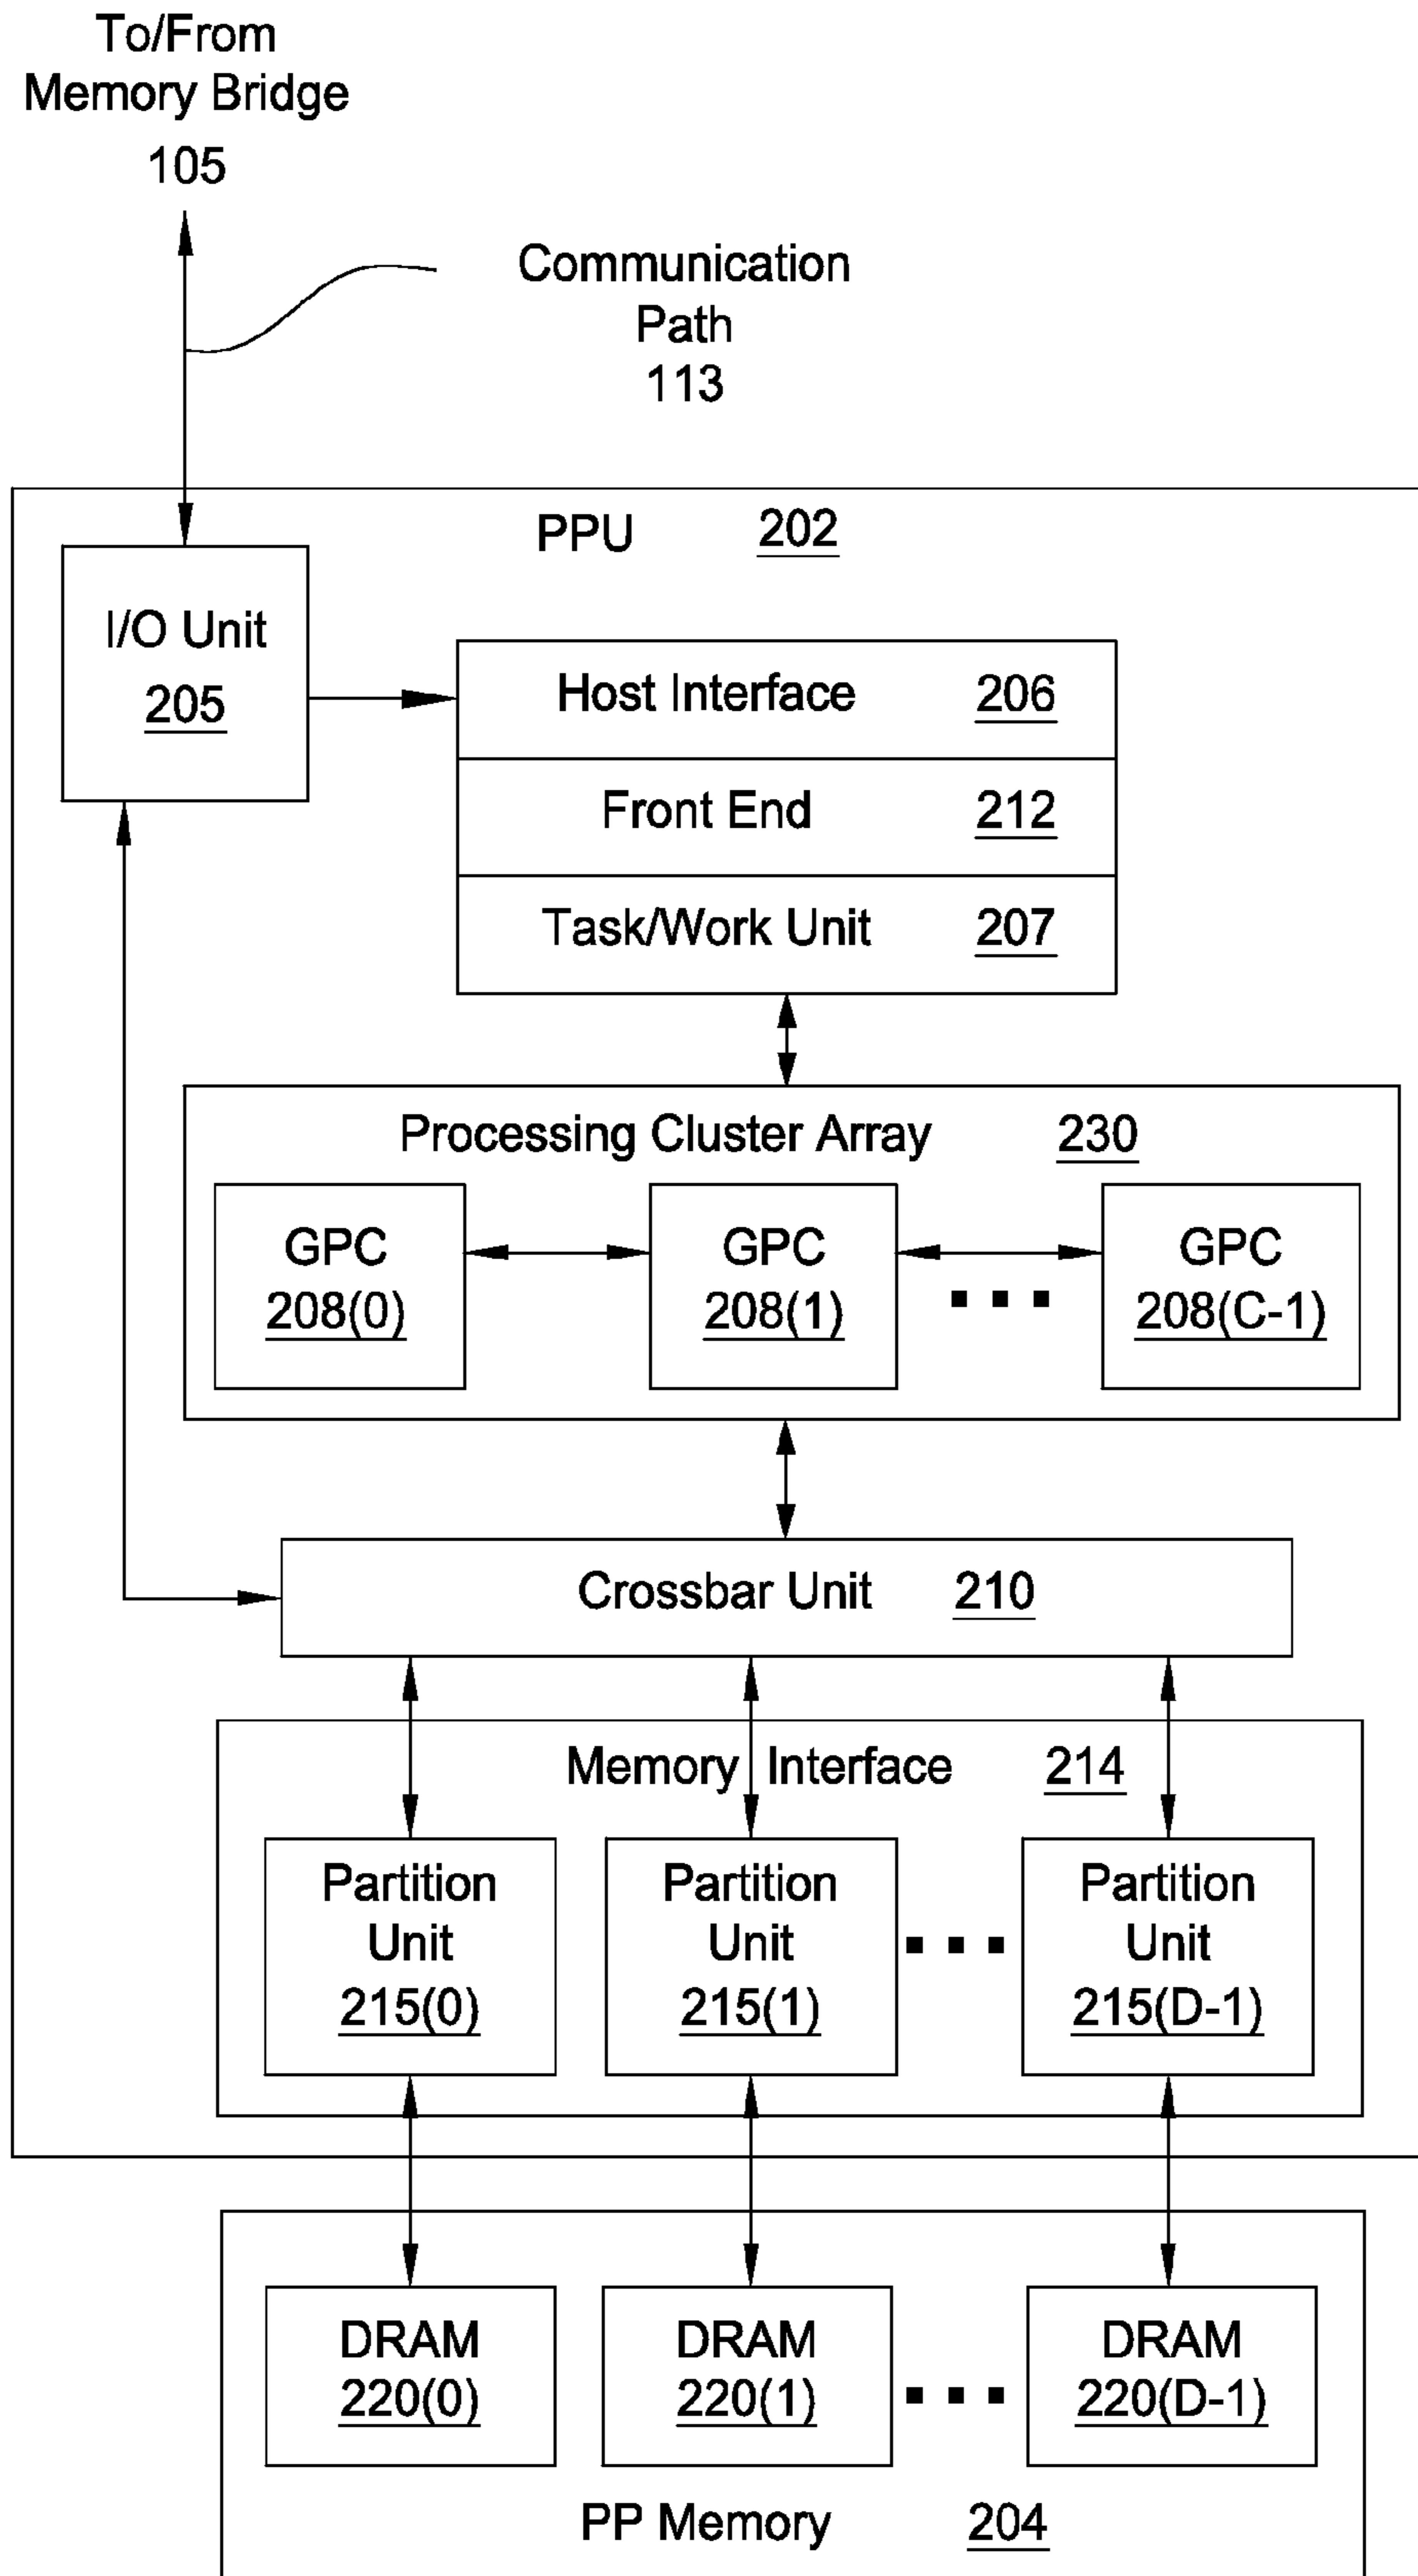 To/From
Memory Bridge
105
Communication
Path
113
PPU 202
I/O Unit
205
Host Interface 206
Front End 212
Task/Work Unit 207
Processing Cluster Array 230
GPC
208(0)
GPC
208(1)
GPC
208(C-1)
Crossbar Unit 210
Memory Interface 214
Partition
Unit
215(0)
Partition
Unit
215(1)
Partition
Unit
215(D-1)
DRAM
220(0)
DRAM
220(1)
DRAM
220(D-1)
PP Memory 204